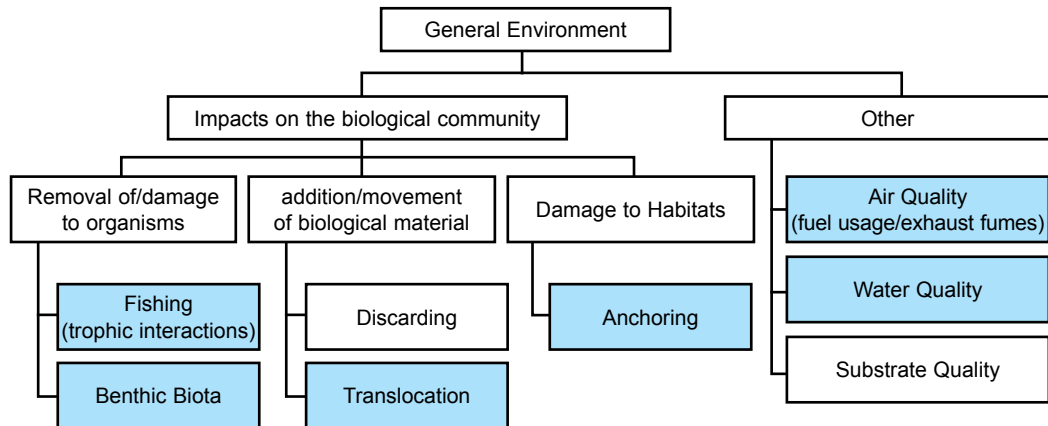 General Environment
Impacts on the biological community
Other
Removal of/damage
to organisms
addition/movement
of biological material
Damage to Habitats
Air Quality
(fuel usage/exhaust fumes)
Fishing
(trophic interactions)
Discarding
Anchoring
Water Quality
Benthic Biota
Translocation
Substrate Quality